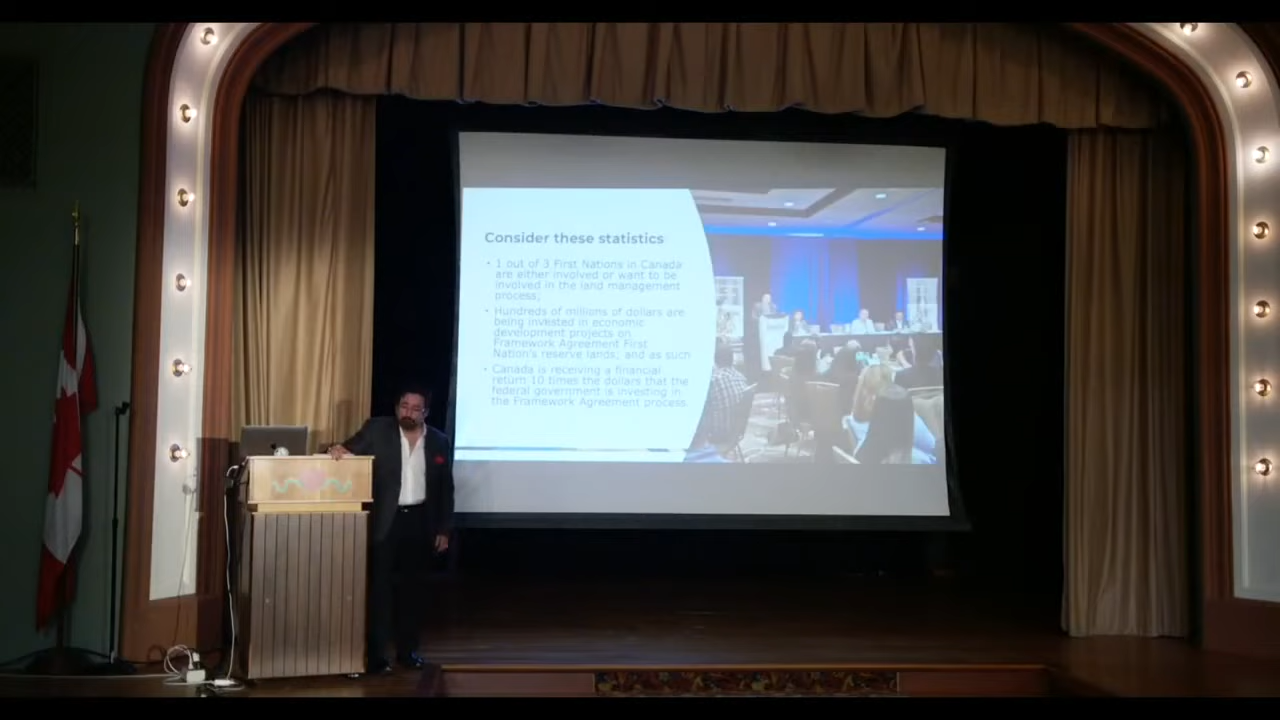 Consider these statistics
• 1 out of 3 First Nations in Canada
are either involved or want to be
involved in the land management
process;
• Hundreds of millions of dollars are
being invested in economic
development projects on
Framework Agreement First
Nation's reserve lands; and as such
• Canada is receiving a financial
return 10 times the dollars that the
federal government is investing in
the Framework Agreement process.